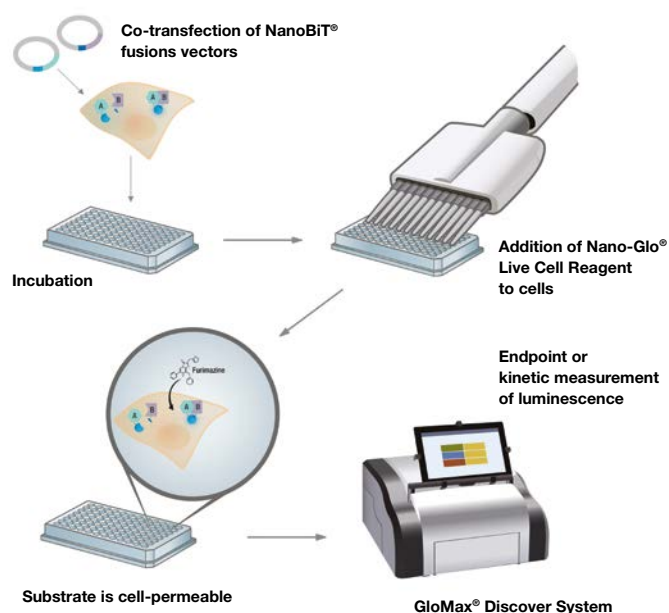 Co-transfection of NanoBiT®
fusions vectors
A
B
A
B
Incubation
Addition of Nano-Glo®
Live Cell Reagent
to cells
Furimazine
A
B
A
B
Endpoint or
kinetic measurement
of luminescence
Substrate is cell-permeable
GloMax® Discover System